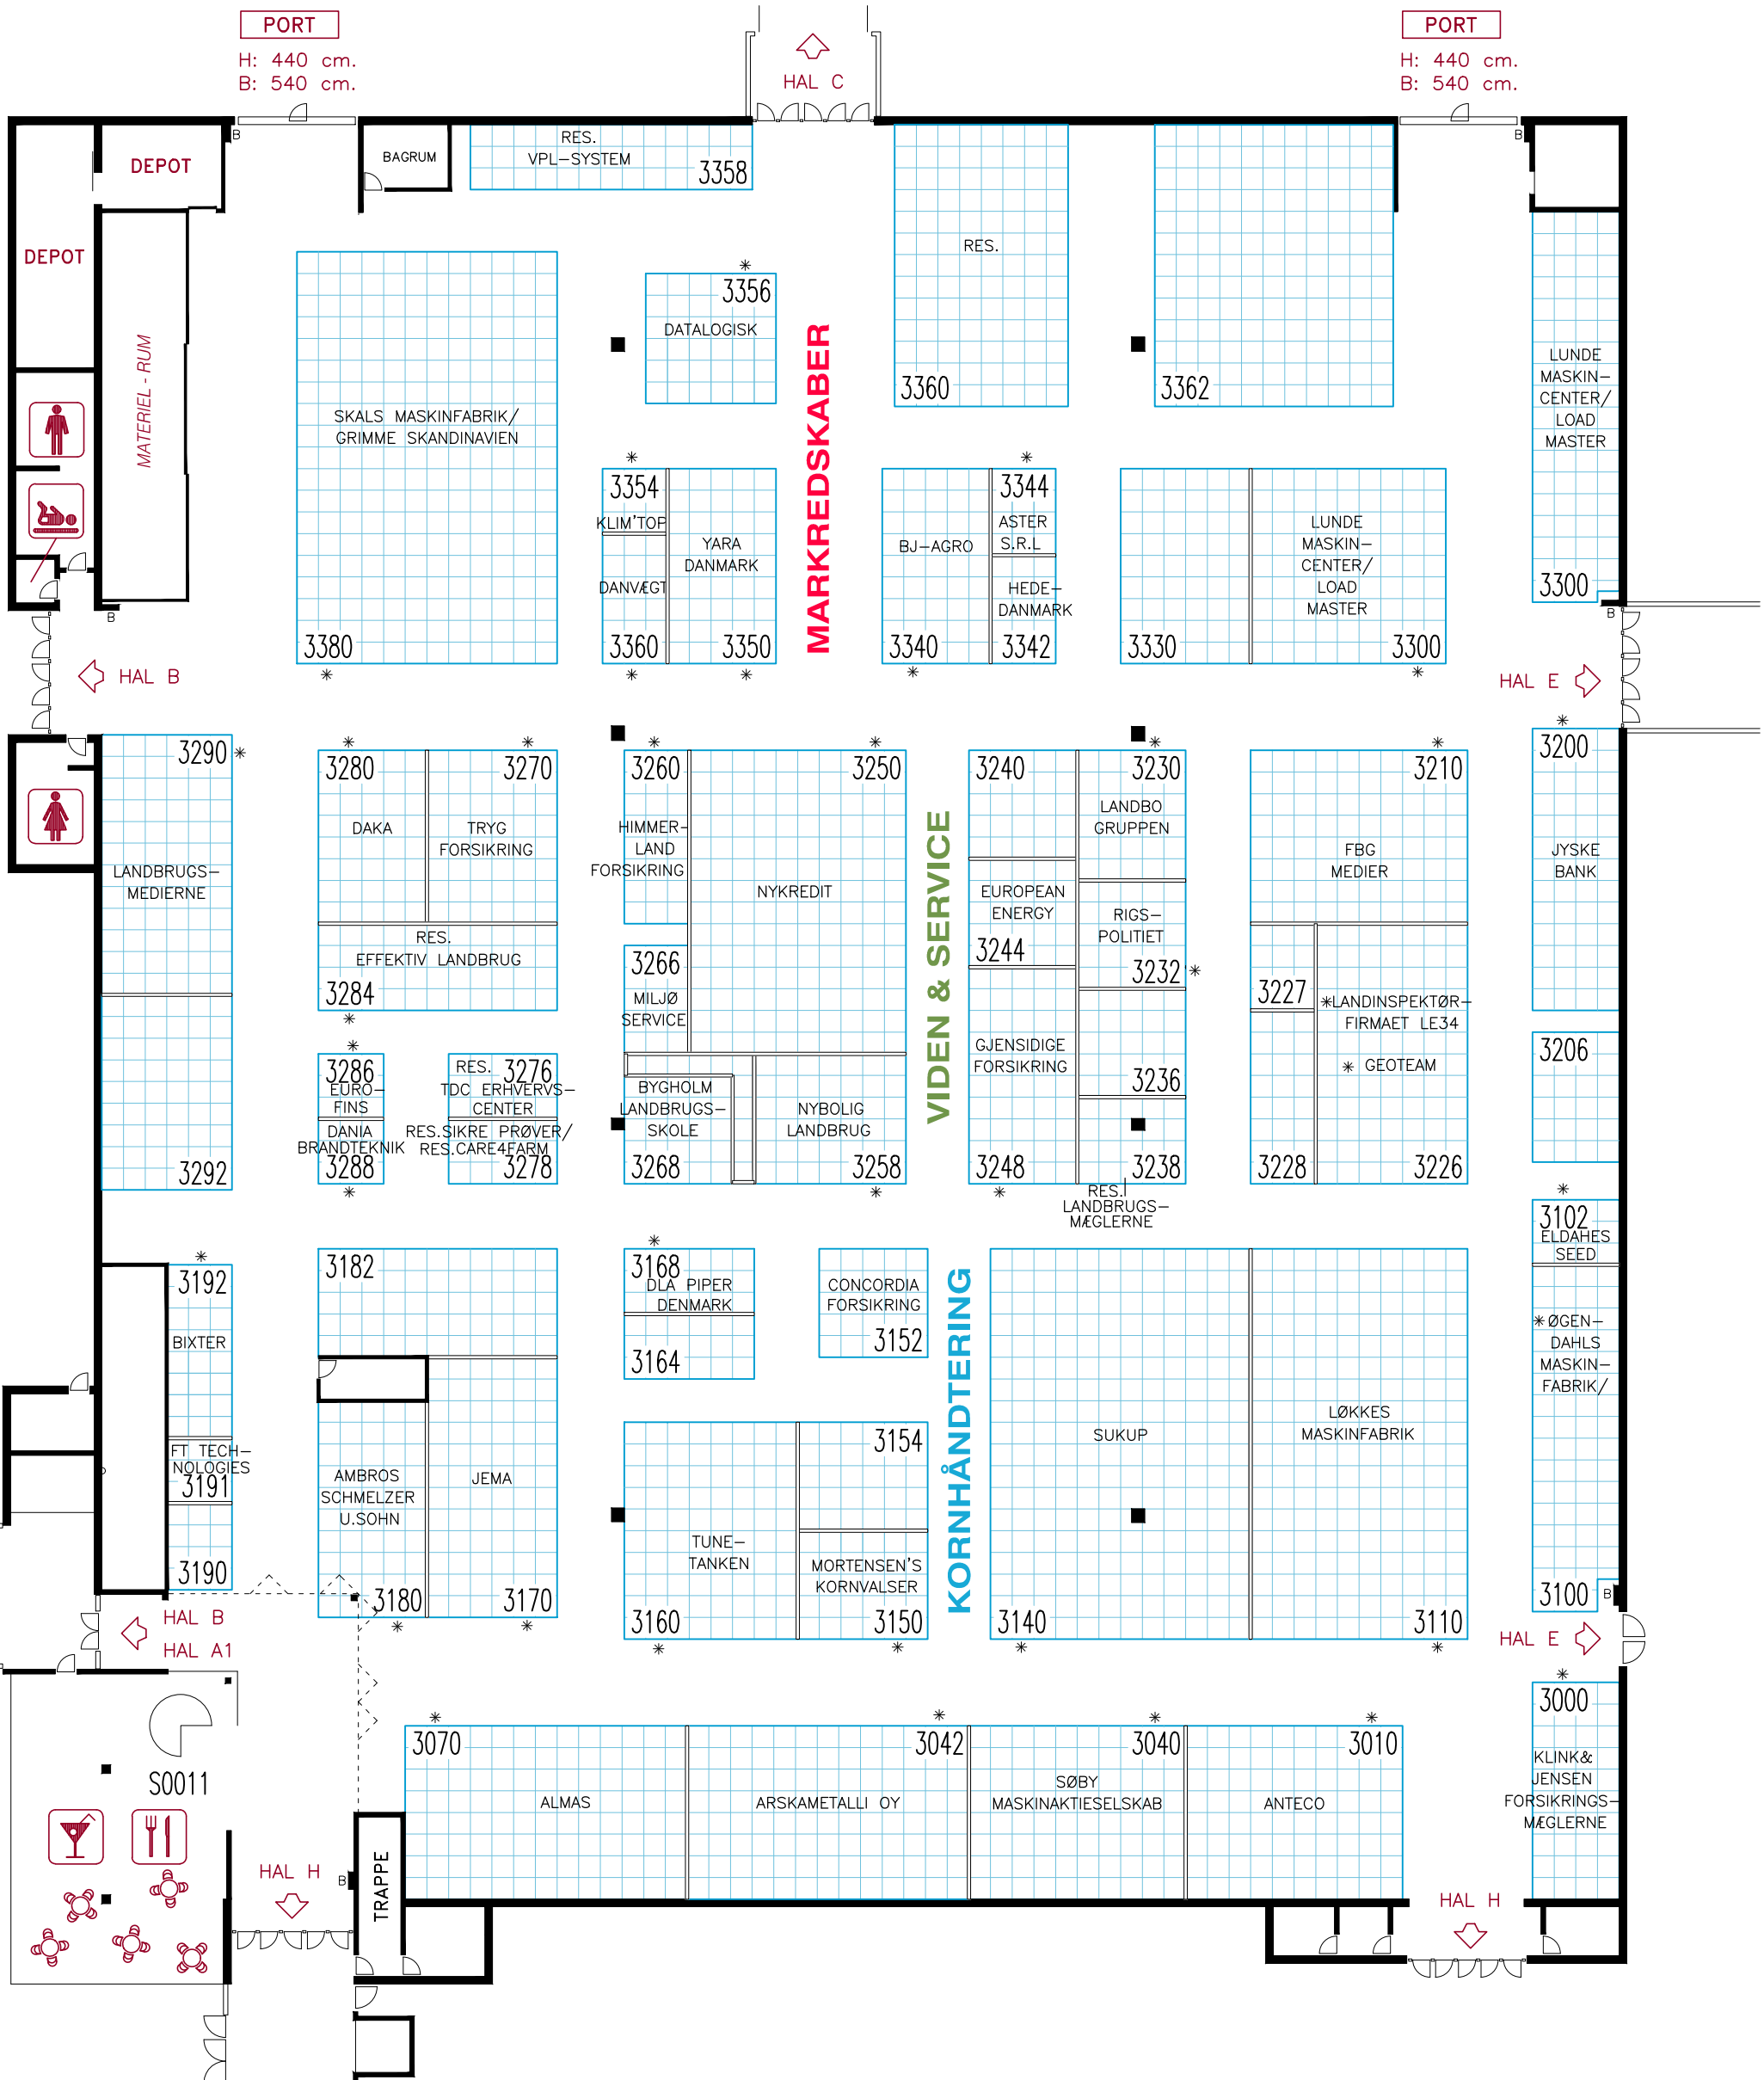 PORT
H: 440 cm.
B: 540 cm.
HAL C
PORT
H: 440 cm.
B: 540 cm.
B
DEPOT
BAGRUM
RES.
VPL-SYSTEM
3358
B
DEPOT
MATERIEL - RUM
B
SKALS MASKINFABRIK/
GRIMME SKANDINAVIEN
3380
3356
DATALOGISK
MARKREDSKABER
RES.
3360
3362
LUNDE
MASKIN-
CENTER/
LOAD
MASTER
3300
B
3354
KLIM'TOP
DANVÆGT
3360
YARA
DANMARK
3350
BJ-AGRO
3340
3344
ASTER
S.R.L
HEDE-
DANMARK
3342
3330
LUNDE
MASKIN-
CENTER/
LOAD
MASTER
3300
HAL B
HAL E
3290
LANDBRUGS-
MEDIERNE
3292
3280
DAKA
3270
TRYG
FORSIKRING
RES.
EFFEKTIV LANDBRUG
3284
3286
EURO-
FINS
DANIA
BRANDTEKNIK
3288
RES. 3276
TDC ERHVERVS-
CENTER
RES.SIKRE PRØVER/
RES.CARE4FARM
3278
3260
HIMMER-
LAND
FORSIKRING
3266
MILJØ
SERVICE
3250
NYKREDIT
BYGHOLM
LANDBRUGS-
SKOLE
3268
NYBOLIG
LANDBRUG
3258
VIDEN & SERVICE
3240
EUROPEAN
ENERGY
3244
GJENSIDIGE
FORSIKRING
3248
3230
LANDBO
GRUPPEN
RIGS-
POLITIET
3232
3236
3238
RES.
LANDBRUGS-
MÆGLERNE
3210
FBG
MEDIER
3227
3228
*LANDINSPEKTØR-
FIRMAET LE34
* GEOTEAM
3226
3200
JYSKE
BANK
3206
3102
ELDAHES
SEED
*ØGEN-
DAHLS
MASKIN-
FABRIK/
3100
B
3192
BIXTER
FT TECH-
NOLOGIES
3191
3190
3182
AMBROS
SCHMELZER
U.SOHN
3180
JEMA
3170
3168
DLA PIPER
DENMARK
3164
CONCORDIA
FORSIKRING
3152
KORNHÅNDTERING
TUNE-
TANKEN
3160
3154
MORTENSEN'S
KORNVALSER
3150
SUKUP
3140
LØKKES
MASKINFABRIK
3110
HAL B
HAL A1
HAL E
S0011
HAL H
B
TRAPPE
3070
ALMAS
3042
ARSKAMETALLI OY
3040
SØBY
MASKINAKTIESELSKAB
3010
ANTECO
3000
KLINK&
JENSEN
FORSIKRINGS-
MÆGLERNE
HAL H